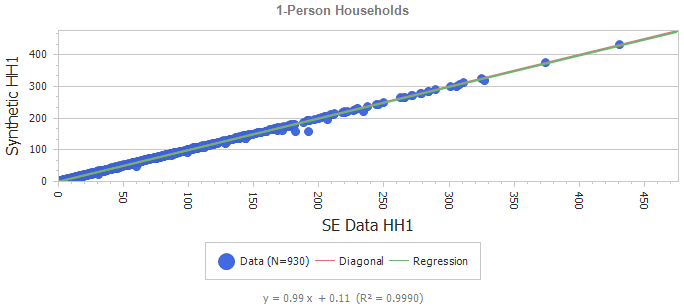 1-Person Households
Synthetic HH1
400
300
200
100
0
0 50 100 150 200 250 300 350 400 450
SE Data HH1
Data (N=930) Diagonal Regression
y = 0.99 x + 0.11 (R² = 0.9990)